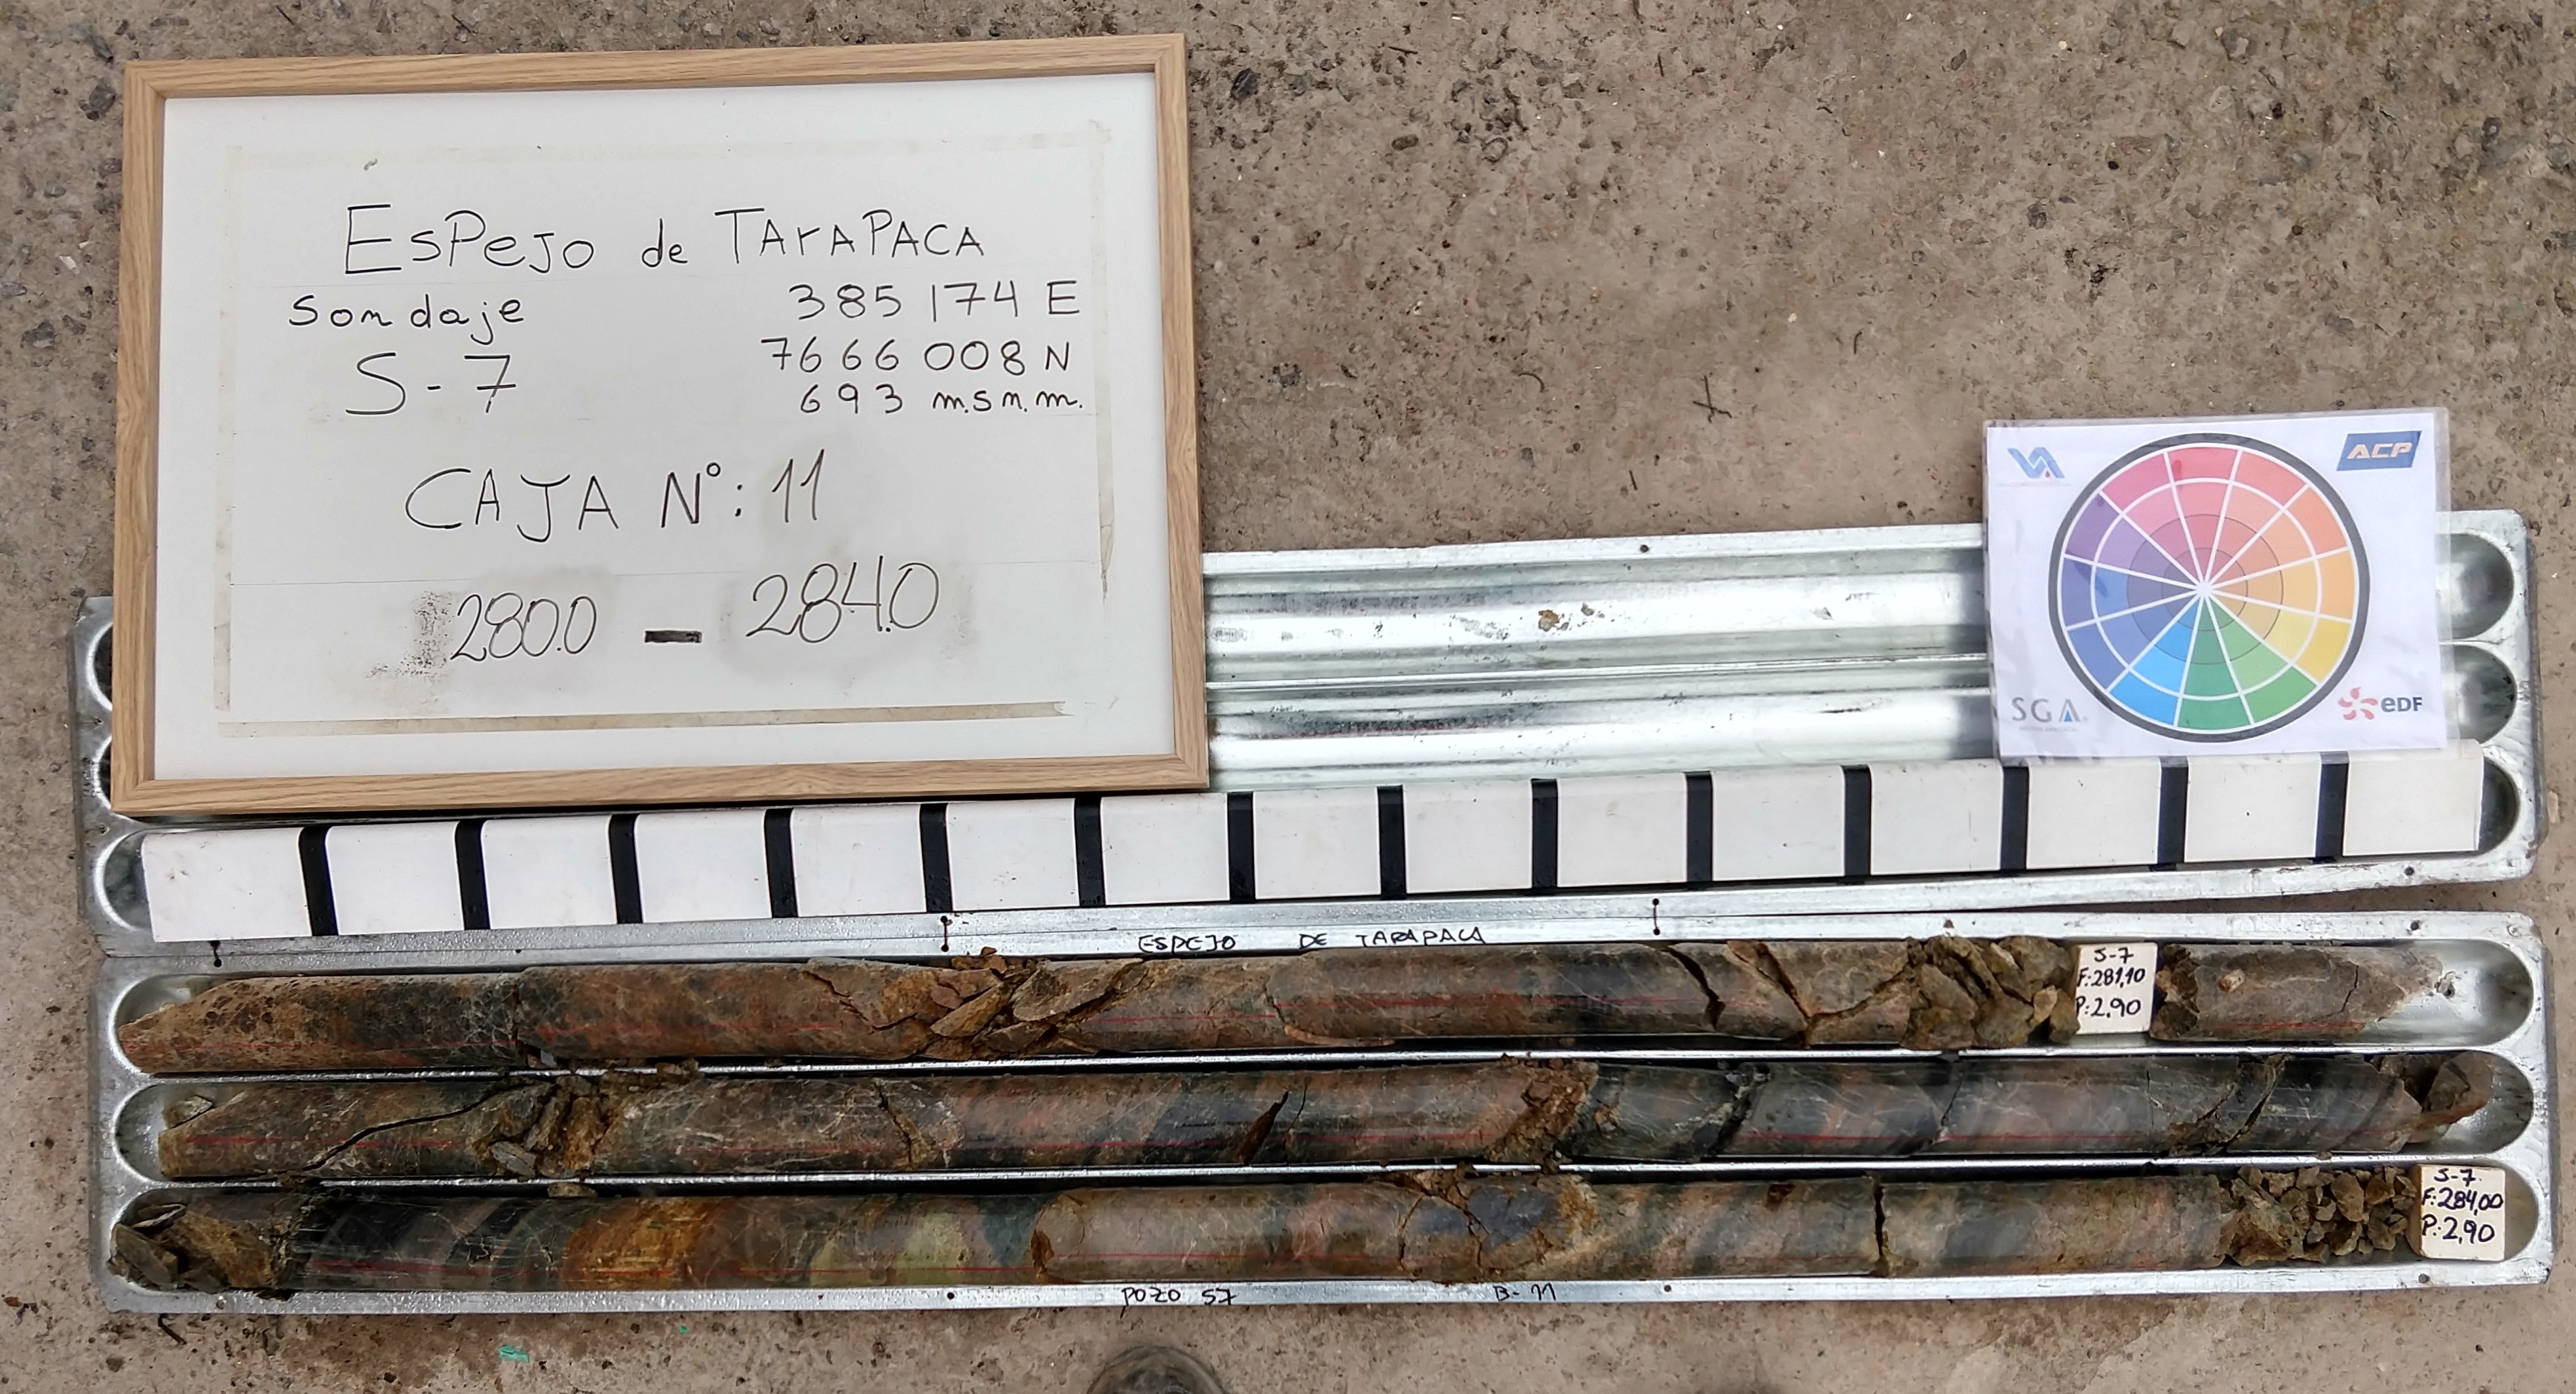 ESPEJO de TARAPACA
Sondaje
385174 E
S-7
7666008 N
693 m.s.n.m.
CAJA N°: 11
280.0 - 284.0
ACP
SGA
eDF
ESPEJO DE TARAPACA
S-7
F: 281,10
P: 2,90
S-7
F: 284,00
P: 2,90
POZO S7 B-11